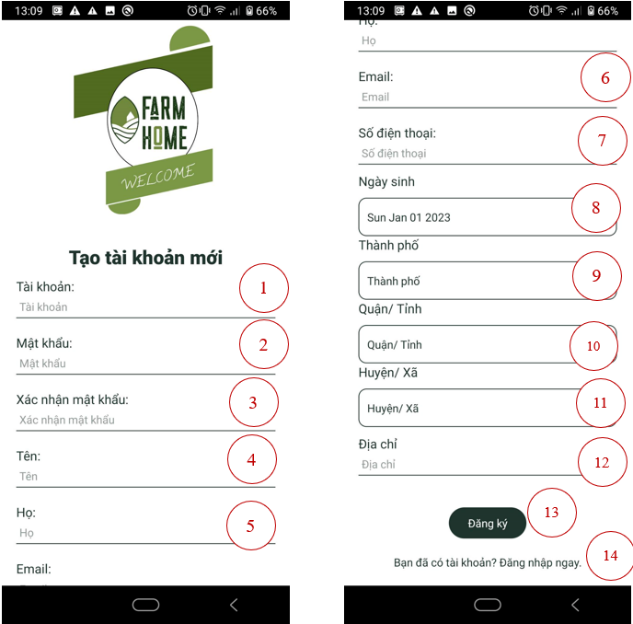 13:09
66%
FARM
HOME
WELCOME
Tạo tài khoản mới
Tài khoản:
1
Tài khoản
Mật khẩu:
2
Mật khẩu
Xác nhận mật khẩu:
3
Xác nhận mật khẩu
Tên:
4
Tên
Họ:
5
Họ
Email:
13:09
66%
Họ:
Họ
Email:
6
Email
Số điện thoại:
7
Số điện thoại
Ngày sinh
8
Sun Jan 01 2023
Thành phố
9
Thành phố
Quận/ Tỉnh
10
Quận/ Tỉnh
Huyện/ Xã
11
Huyện/ Xã
Địa chỉ
12
Địa chỉ
13
Đăng ký
14
Bạn đã có tài khoản? Đăng nhập ngay.